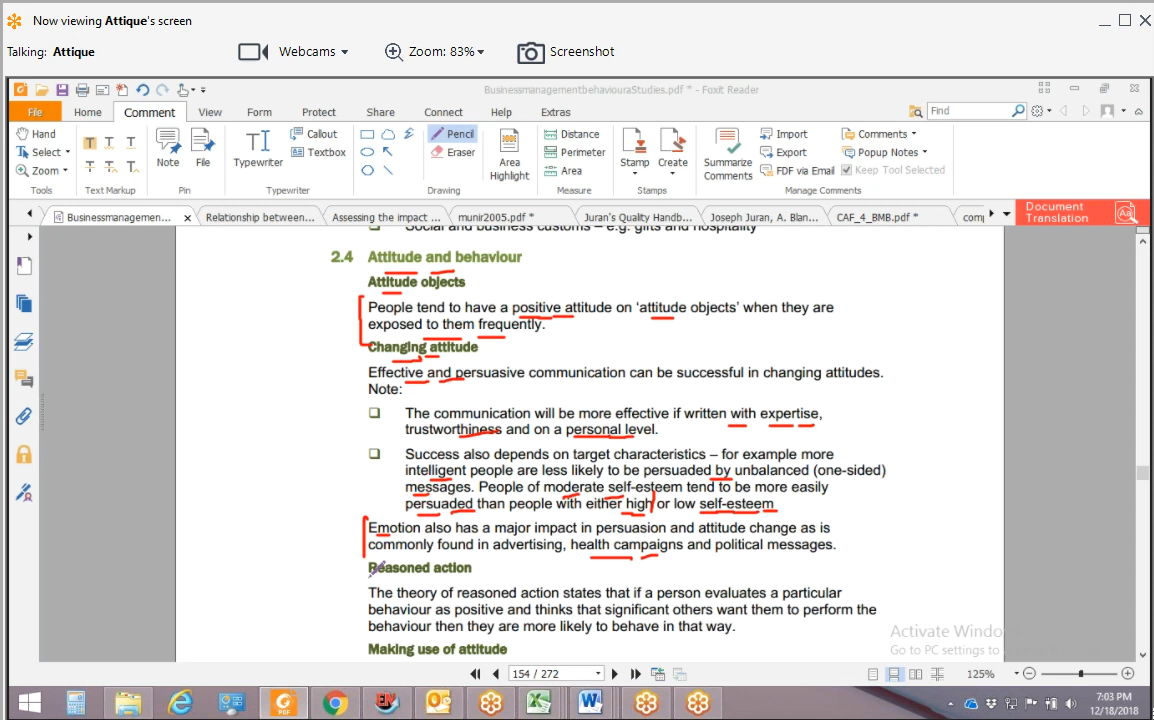 Now viewing Attique's screen
Talking: Attique
Webcams
Zoom: 83%
Screenshot
BusinessmanagementbehaviouraStudies.pdf * - Foxit Reader
File Home Comment View Form Protect Share Connect Help Extras
Find
Hand
Select
Zoom
Tools
Text Markup
Note
File
Pin
Typewriter
Callout
Textbox
Typewriter
Pencil
Eraser
Area Highlight
Drawing
Distance
Perimeter
Area
Measure
Stamp
Create
Stamps
Summarize Comments
Import
Export
FDF via Email
Comments
Popup Notes
Keep Tool Selected
Manage Comments
Businessmanagemen...
Relationship between...
Assessing the impact ...
munir2005.pdf *
Juran's Quality Handb...
Joseph Juran, A. Blan...
CAF_4_BMB.pdf *
comp
Document Translation
Social and business customs – e.g. gifts and hospitality
2.4 Attitude and behaviour
Attitude objects
People tend to have a positive attitude on 'attitude objects' when they are
exposed to them frequently.
Changing attitude
Effective and persuasive communication can be successful in changing attitudes.
Note:
The communication will be more effective if written with expertise,
trustworthiness and on a personal level.
Success also depends on target characteristics – for example more
intelligent people are less likely to be persuaded by unbalanced (one-sided)
messages. People of moderate self-esteem tend to be more easily
persuaded than people with either high or low self-esteem
Emotion also has a major impact in persuasion and attitude change as is
commonly found in advertising, health campaigns and political messages.
Reasoned action
The theory of reasoned action states that if a person evaluates a particular
behaviour as positive and thinks that significant others want them to perform the
behaviour then they are more likely to behave in that way.
Making use of attitude
Activate Windo
Go to PC settings to
154 / 272
125%
PDF
7:03 PM
12/18/2018